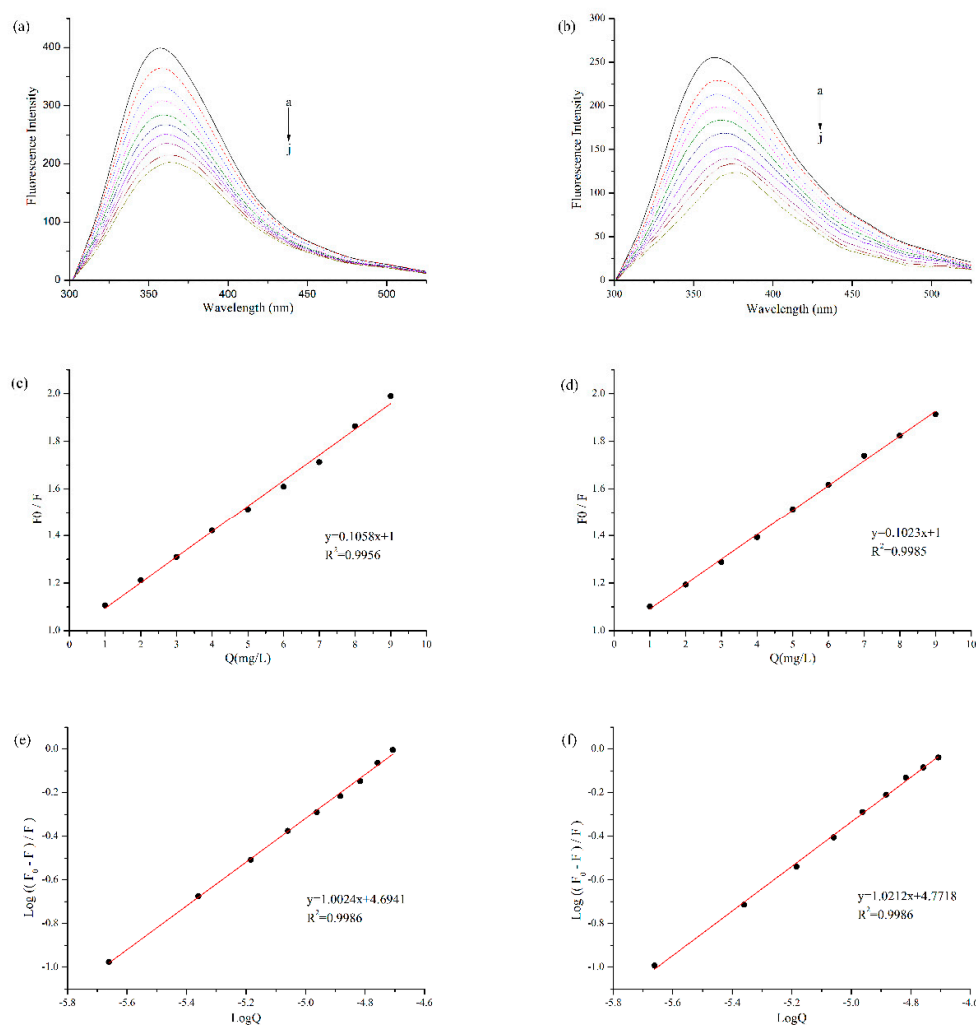 (a)
400
300
200
100
0
300
350
400
450
500
Fluorescence Intensity
Wavelength (nm)
a
j
(b)
300
250
200
150
100
50
0
300
350
400
450
500
Fluorescence Intensity
Wavelength (nm)
a
j
(c)
2.0
1.8
1.6
1.4
1.2
1.0
0 1 2 3 4 5 6 7 8 9 10
F0 / F
Q(mg/L)
y=0.1058x+1
R²=0.9956
(d)
2.0
1.8
1.6
1.4
1.2
1.0
0 1 2 3 4 5 6 7 8 9 10
F0 / F
Q(mg/L)
y=0.1023x+1
R²=0.9985
(e)
0.0
-0.2
-0.4
-0.6
-0.8
-1.0
-5.8 -5.6 -5.4 -5.2 -5.0 -4.8 -4.6
Log ((F₀ - F) / F)
LogQ
y=1.0024x+4.6941
R²=0.9986
(f)
0.0
-0.2
-0.4
-0.6
-0.8
-1.0
-5.8 -5.6 -5.4 -5.2 -5.0 -4.8 -4.6
Log ((F₀ - F) / F)
LogQ
y=1.0212x+4.7718
R²=0.9986